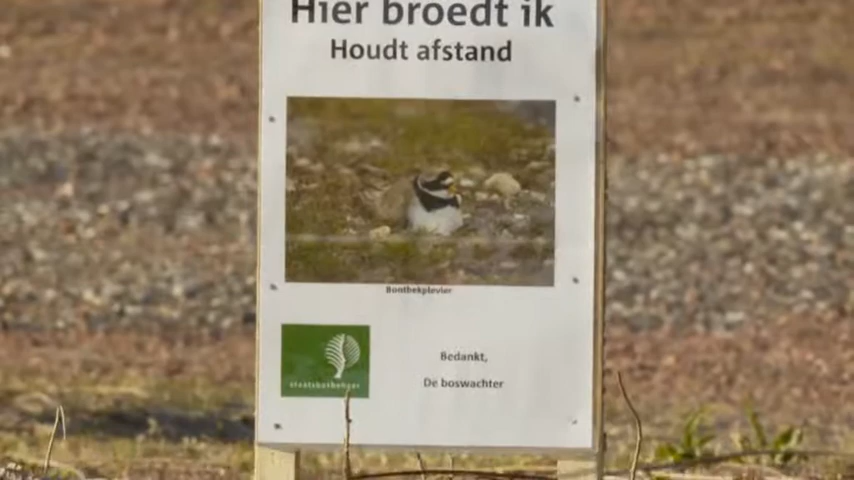 Hier broedt ik
Houdt afstand
Bontbekplevier
staatsbosbeheer
Bedankt,
De boswachter